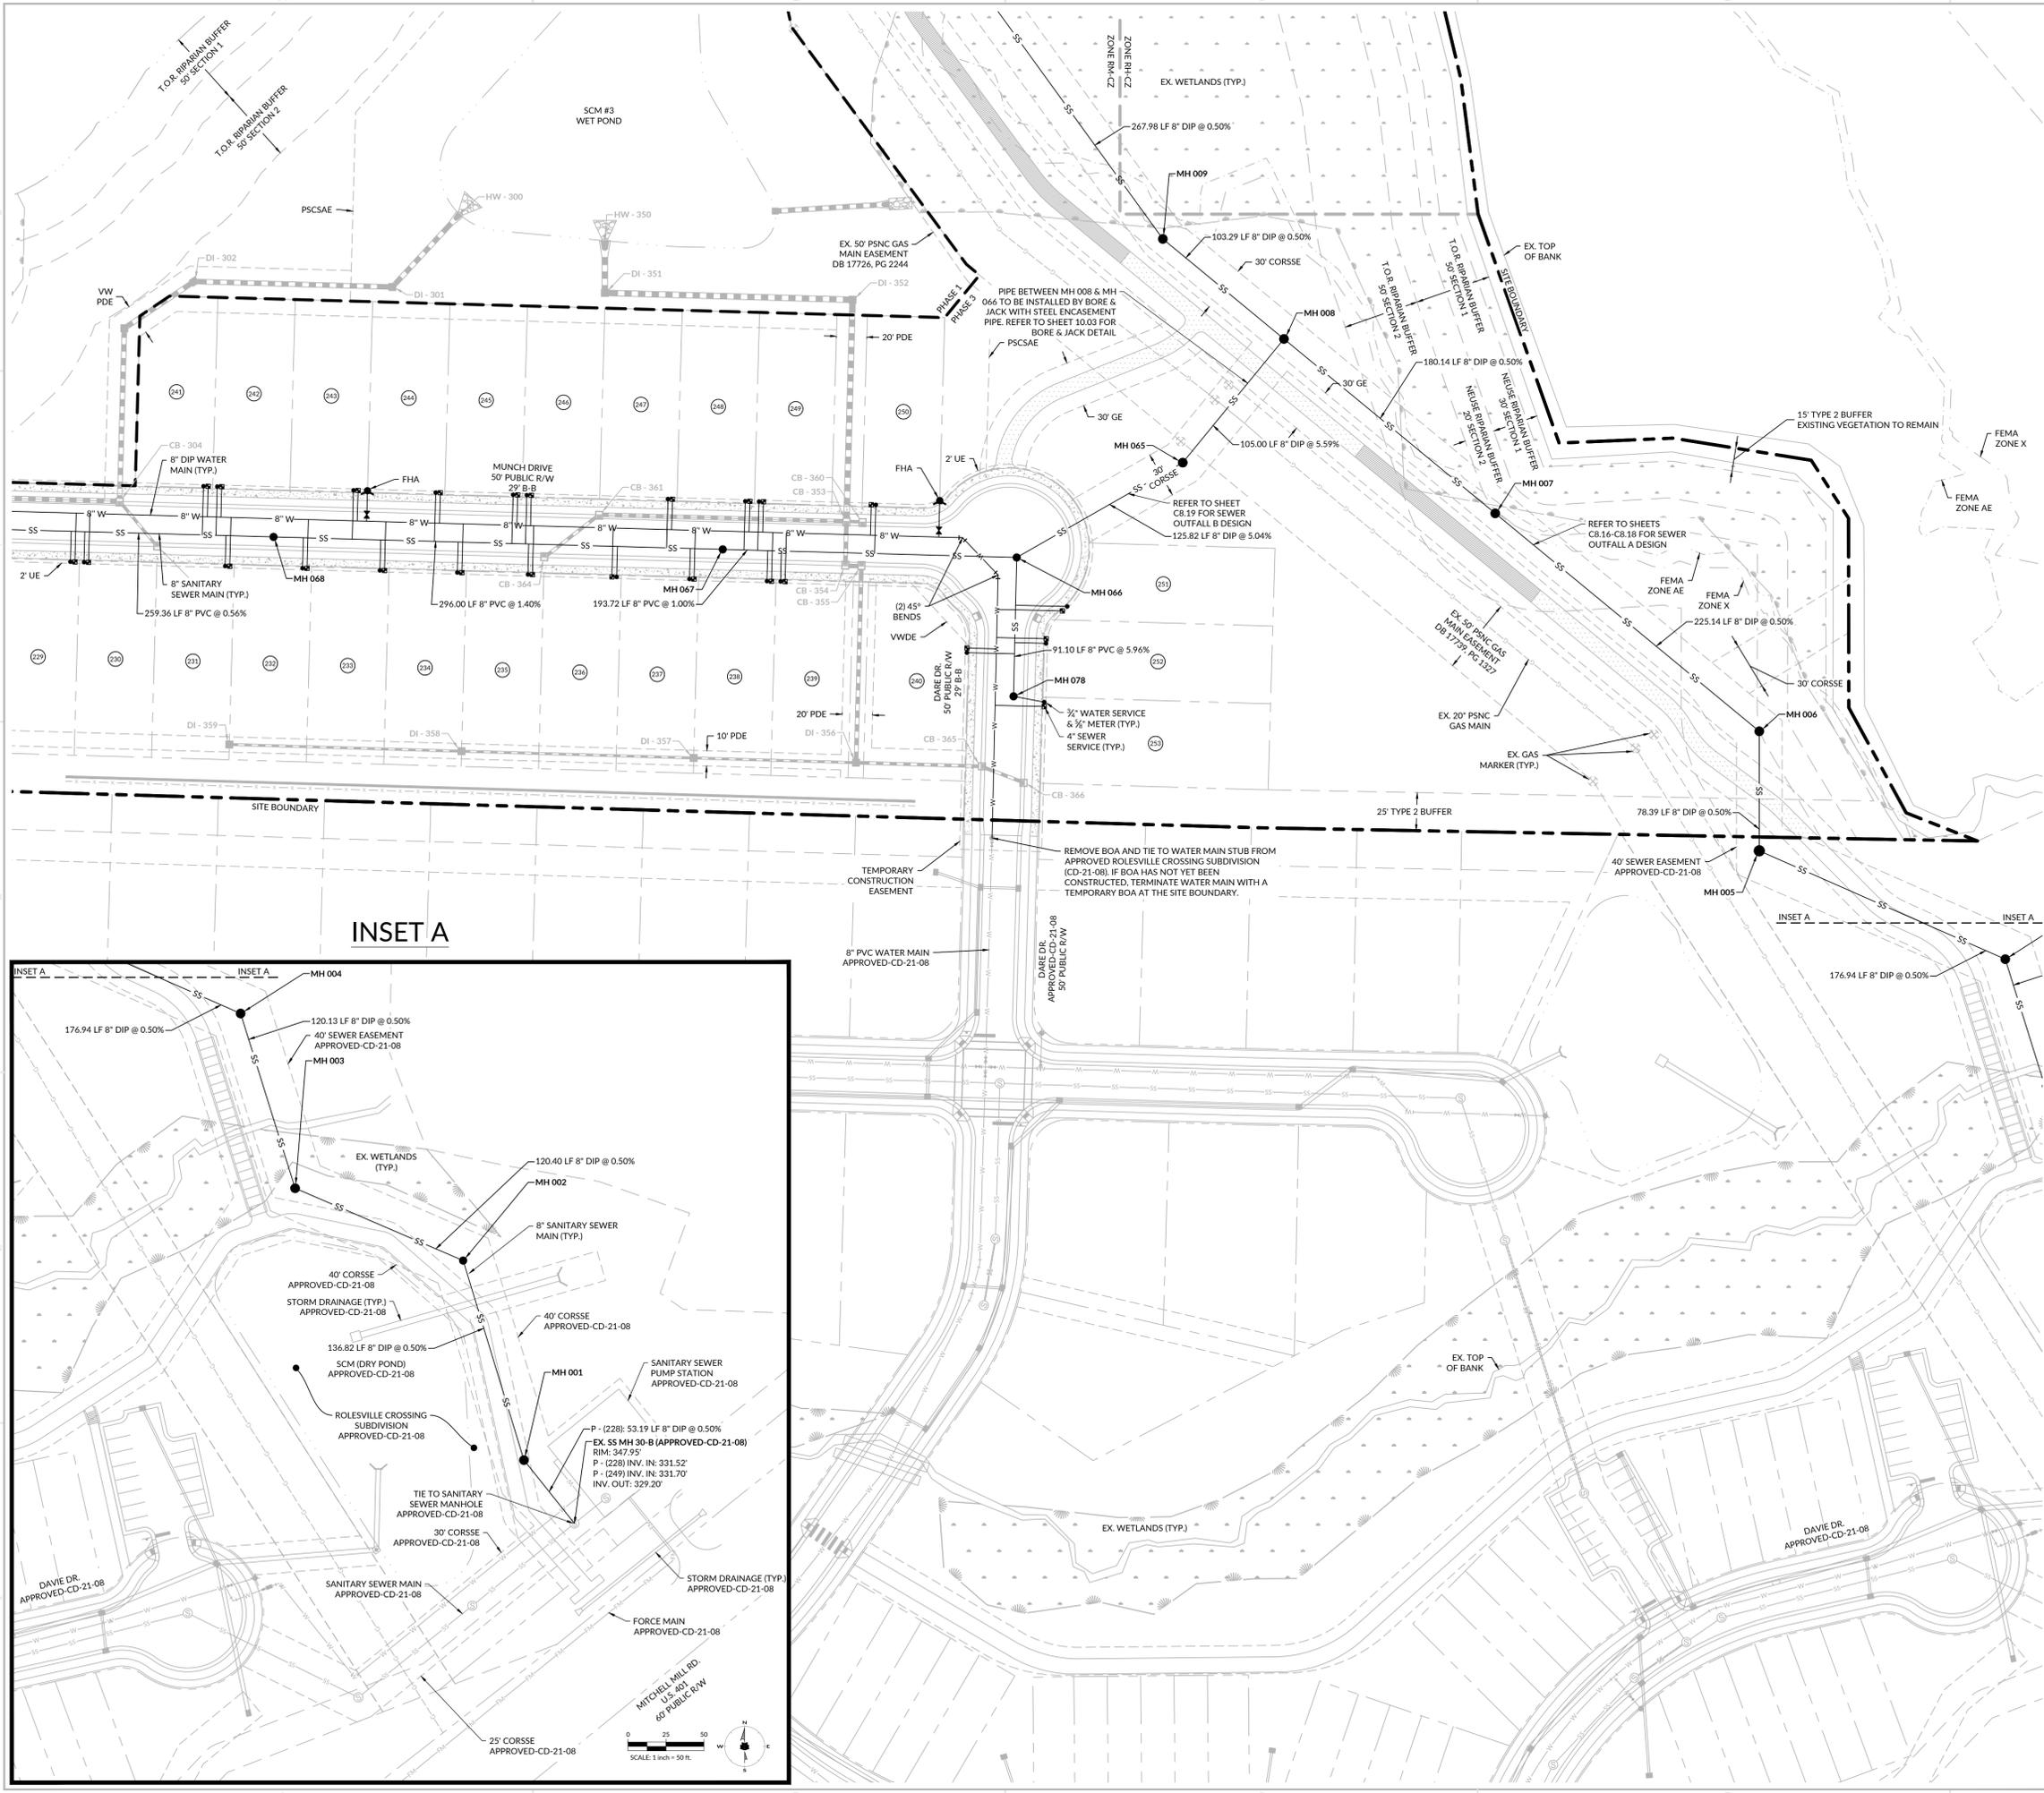 T.O.R. RIPARIAN BUFFER
50' SECTION 1
T.O.R. RIPARIAN BUFFER
50' SECTION 2
SCM #3
WET POND
PSCSAE
HW - 300
HW - 350
DI - 302
DI - 301
DI - 351
DI - 352
VW
PDE
EX. 50' PSNC GAS
MAIN EASEMENT
DB 17726, PG 2244
PHASE 1
PHASE 3
20' PDE
ZONE RM-CZ
ZONE RH-CZ
EX. WETLANDS (TYP.)
267.98 LF 8" DIP @ 0.50%
MH 009
103.29 LF 8" DIP @ 0.50%
30' CORSSE
PIPE BETWEEN MH 008 & MH
066 TO BE INSTALLED BY BORE &
JACK WITH STEEL ENCASEMENT
PIPE. REFER TO SHEET 10.03 FOR
BORE & JACK DETAIL
PSCSAE
MH 008
T.O.R. RIPARIAN BUFFER
50' SECTION 1
T.O.R. RIPARIAN BUFFER
50' SECTION 2
SITE BOUNDARY
EX. TOP
OF BANK
180.14 LF 8" DIP @ 0.50%
30' GE
30' GE
NEUSE RIPARIAN BUFFER
30' SECTION 1
NEUSE RIPARIAN BUFFER
20' SECTION 2
15' TYPE 2 BUFFER
EXISTING VEGETATION TO REMAIN
FEMA
ZONE X
FEMA
ZONE AE
241
242
243
244
245
246
247
248
249
250
CB - 304
8" DIP WATER
MAIN (TYP.)
FHA
MUNCH DRIVE
50' PUBLIC R/W
29' B-B
CB - 361
CB - 360
CB - 353
FHA
2' UE
MH 065
105.00 LF 8" DIP @ 5.59%
30'
CORSSE
REFER TO SHEET
C8.19 FOR SEWER
OUTFALL B DESIGN
125.82 LF 8" DIP @ 5.04%
MH 007
REFER TO SHEETS
C8.16-C8.18 FOR SEWER
OUTFALL A DESIGN
FEMA
ZONE AE
FEMA
ZONE X
2' UE
8" SANITARY
SEWER MAIN (TYP.)
259.36 LF 8" PVC @ 0.56%
MH 068
296.00 LF 8" PVC @ 1.40%
CB - 364
MH 067
193.72 LF 8" PVC @ 1.00%
CB - 354
CB - 355
(2) 45°
BENDS
VWDE
MH 066
251
252
253
91.10 LF 8" PVC @ 5.96%
MH 078
DARE DR.
50' PUBLIC R/W
29' B-B
¾" WATER SERVICE
& ⅝" METER (TYP.)
4" SEWER
SERVICE (TYP.)
EX. 50' PSNC GAS
MAIN EASEMENT
DB 17739, PG 1327
225.14 LF 8" DIP @ 0.50%
30' CORSSE
EX. 20" PSNC
GAS MAIN
MH 006
EX. GAS
MARKER (TYP.)
229
230
231
232
233
234
235
236
237
238
239
240
DI - 359
DI - 358
DI - 357
10' PDE
20' PDE
DI - 356
CB - 365
CB - 366
SITE BOUNDARY
25' TYPE 2 BUFFER
78.39 LF 8" DIP @ 0.50%
TEMPORARY
CONSTRUCTION
EASEMENT
REMOVE BOA AND TIE TO WATER MAIN STUB FROM
APPROVED ROLESVILLE CROSSING SUBDIVISION
(CD-21-08). IF BOA HAS NOT YET BEEN
CONSTRUCTED, TERMINATE WATER MAIN WITH A
TEMPORARY BOA AT THE SITE BOUNDARY.
40' SEWER EASEMENT
APPROVED-CD-21-08
MH 005
INSET A
INSET A
176.94 LF 8" DIP @ 0.50%
8" PVC WATER MAIN
APPROVED-CD-21-08
DARE DR.
APPROVED-CD-21-08
50' PUBLIC R/W
EX. TOP
OF BANK
EX. WETLANDS (TYP.)
DAVIE DR.
APPROVED-CD-21-08
INSET A
INSET A
INSET A
MH 004
176.94 LF 8" DIP @ 0.50%
120.13 LF 8" DIP @ 0.50%
40' SEWER EASEMENT
APPROVED-CD-21-08
MH 003
EX. WETLANDS
(TYP.)
120.40 LF 8" DIP @ 0.50%
MH 002
8" SANITARY SEWER
MAIN (TYP.)
40' CORSSE
APPROVED-CD-21-08
STORM DRAINAGE (TYP.)
APPROVED-CD-21-08
40' CORSSE
APPROVED-CD-21-08
136.82 LF 8" DIP @ 0.50%
SCM (DRY POND)
APPROVED-CD-21-08
MH 001
SANITARY SEWER
PUMP STATION
APPROVED-CD-21-08
ROLESVILLE CROSSING
SUBDIVISION
APPROVED-CD-21-08
P - (228): 53.19 LF 8" DIP @ 0.50%
EX. SS MH 30-B (APPROVED-CD-21-08)
RIM: 347.95'
P - (228) INV. IN: 331.52'
P - (249) INV. IN: 331.70'
INV. OUT: 329.20'
TIE TO SANITARY
SEWER MANHOLE
APPROVED-CD-21-08
30' CORSSE
APPROVED-CD-21-08
DAVIE DR.
APPROVED-CD-21-08
SANITARY SEWER MAIN
APPROVED-CD-21-08
STORM DRAINAGE (TYP.)
APPROVED-CD-21-08
FORCE MAIN
APPROVED-CD-21-08
MITCHELL MILL RD.
U.S. 401
60' PUBLIC R/W
25' CORSSE
APPROVED-CD-21-08
0 25 50
SCALE: 1 inch = 50 ft.
N
W E
S